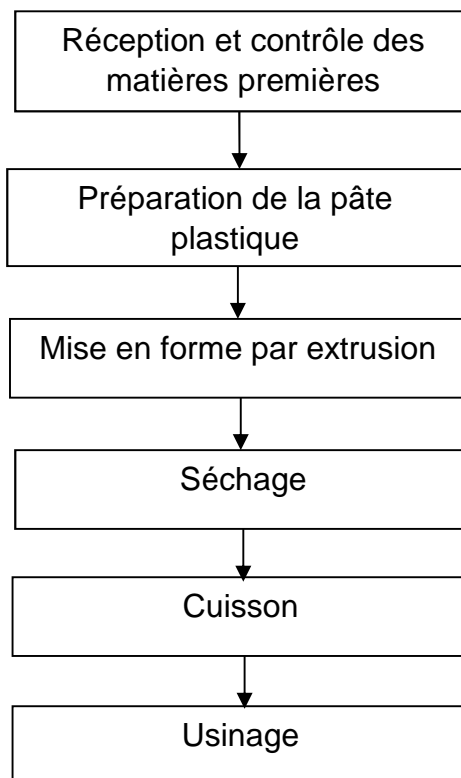 Réception et contrôle des
matières premières
Préparation de la pâte
plastique
Mise en forme par extrusion
Séchage
Cuisson
Usinage